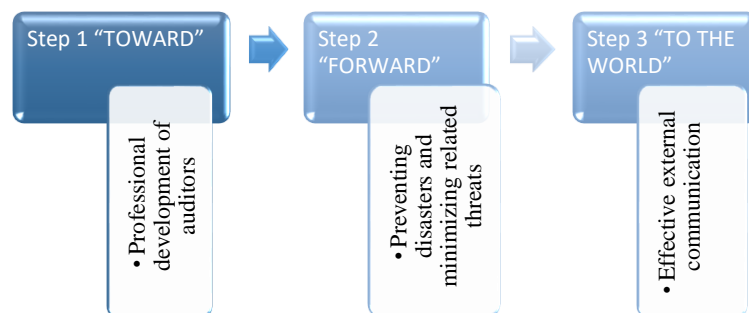 Step 1 “TOWARD”
• Professional
development of
auditors
Step 2
“FORWARD”
• Preventing
disasters and
minimizing related
threats
Step 3 “TO THE
WORLD”
• Effective external
communication